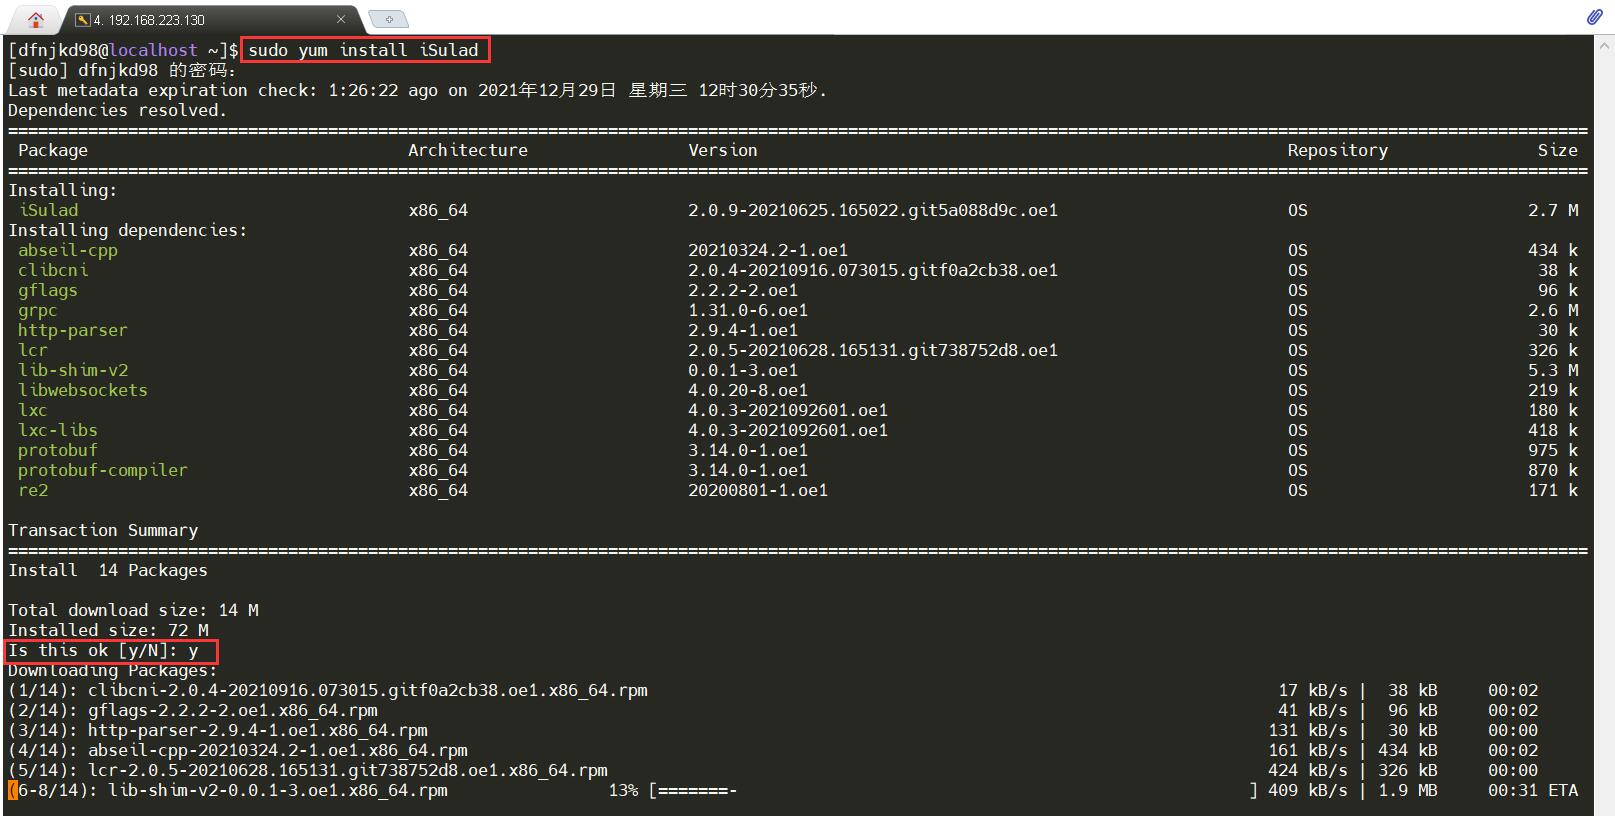 4. 192.168.223.130
[dfnjkd98@localhost ~]$ sudo yum install iSulad
[sudo] dfnjkd98 的密码：
Last metadata expiration check: 1:26:22 ago on 2021年12月29日 星期三 12时30分35秒.
Dependencies resolved.
Package Architecture Version Repository Size
Installing:
iSulad x86_64 2.0.9-20210625.165022.git5a088d9c.oe1 OS 2.7 M
Installing dependencies:
abseil-cpp x86_64 20210324.2-1.oe1 OS 434 k
clibcni x86_64 2.0.4-20210916.073015.gitf0a2cb38.oe1 OS 38 k
gflags x86_64 2.2.2-2.oe1 OS 96 k
grpc x86_64 1.31.0-6.oe1 OS 2.6 M
http-parser x86_64 2.9.4-1.oe1 OS 30 k
lcr x86_64 2.0.5-20210628.165131.git738752d8.oe1 OS 326 k
lib-shim-v2 x86_64 0.0.1-3.oe1 OS 5.3 M
libwebsockets x86_64 4.0.20-8.oe1 OS 219 k
lxc x86_64 4.0.3-2021092601.oe1 OS 180 k
lxc-libs x86_64 4.0.3-2021092601.oe1 OS 418 k
protobuf x86_64 3.14.0-1.oe1 OS 975 k
protobuf-compiler x86_64 3.14.0-1.oe1 OS 870 k
re2 x86_64 20200801-1.oe1 OS 171 k
Transaction Summary
Install  14 Packages
Total download size: 14 M
Installed size: 72 M
Is this ok [y/N]: y
Downloading Packages:
(1/14): clibcni-2.0.4-20210916.073015.gitf0a2cb38.oe1.x86_64.rpm 17 kB/s | 38 kB 00:02
(2/14): gflags-2.2.2-2.oe1.x86_64.rpm 41 kB/s | 96 kB 00:02
(3/14): http-parser-2.9.4-1.oe1.x86_64.rpm 131 kB/s | 30 kB 00:00
(4/14): abseil-cpp-20210324.2-1.oe1.x86_64.rpm 161 kB/s | 434 kB 00:02
(5/14): lcr-2.0.5-20210628.165131.git738752d8.oe1.x86_64.rpm 424 kB/s | 326 kB 00:00
(6-8/14): lib-shim-v2-0.0.1-3.oe1.x86_64.rpm 13% [=======- ] 409 kB/s | 1.9 MB 00:31 ETA